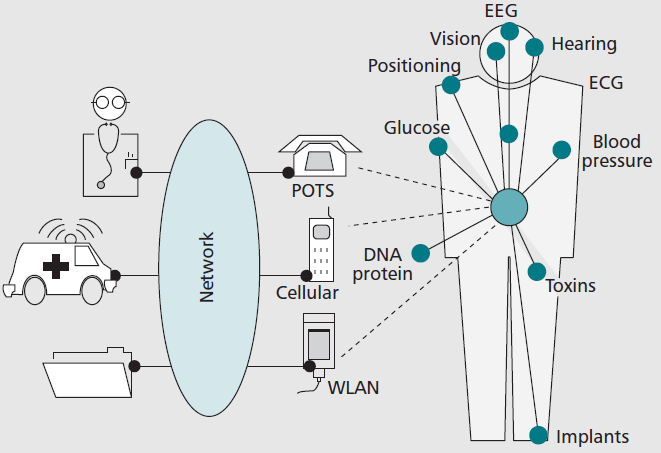 EEG
Vision
Hearing
Positioning
ECG
Glucose
Blood
pressure
POTS
Network
DNA
protein
Cellular
Toxins
WLAN
Implants